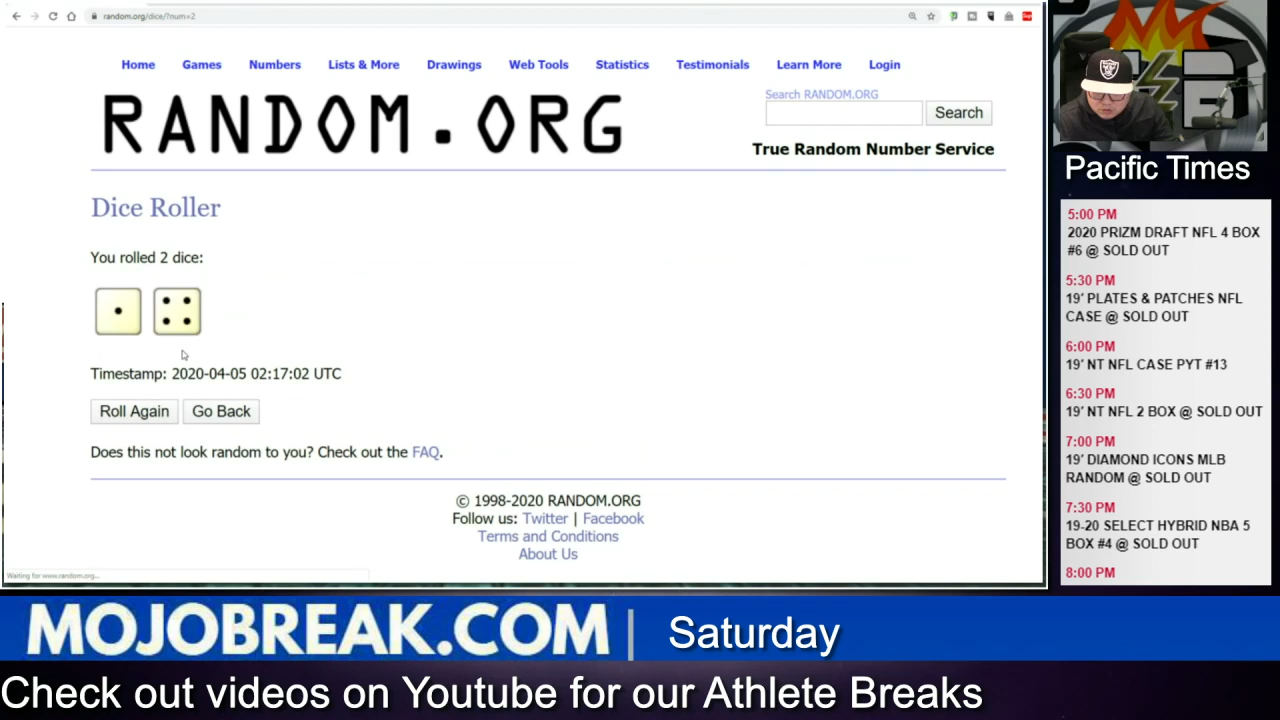 random.org/dice/?num=2
Home Games Numbers Lists & More Drawings Web Tools Statistics Testimonials Learn More Login
RANDOM.ORG
Search RANDOM.ORG
Search
True Random Number Service
Dice Roller
You rolled 2 dice:
Timestamp: 2020-04-05 02:17:02 UTC
Roll Again Go Back
Does this not look random to you? Check out the FAQ.
© 1998-2020 RANDOM.ORG
Follow us: Twitter | Facebook
Terms and Conditions
About Us
Waiting for www.random.org...
Pacific Times
5:00 PM
2020 PRIZM DRAFT NFL 4 BOX
#6 @ SOLD OUT
5:30 PM
19' PLATES & PATCHES NFL
CASE @ SOLD OUT
6:00 PM
19' NT NFL CASE PYT #13
6:30 PM
19' NT NFL 2 BOX @ SOLD OUT
7:00 PM
19' DIAMOND ICONS MLB
RANDOM @ SOLD OUT
7:30 PM
19-20 SELECT HYBRID NBA 5
BOX #4 @ SOLD OUT
8:00 PM
MOJOBREAK.COM | Saturday
Check out videos on Youtube for our Athlete Breaks